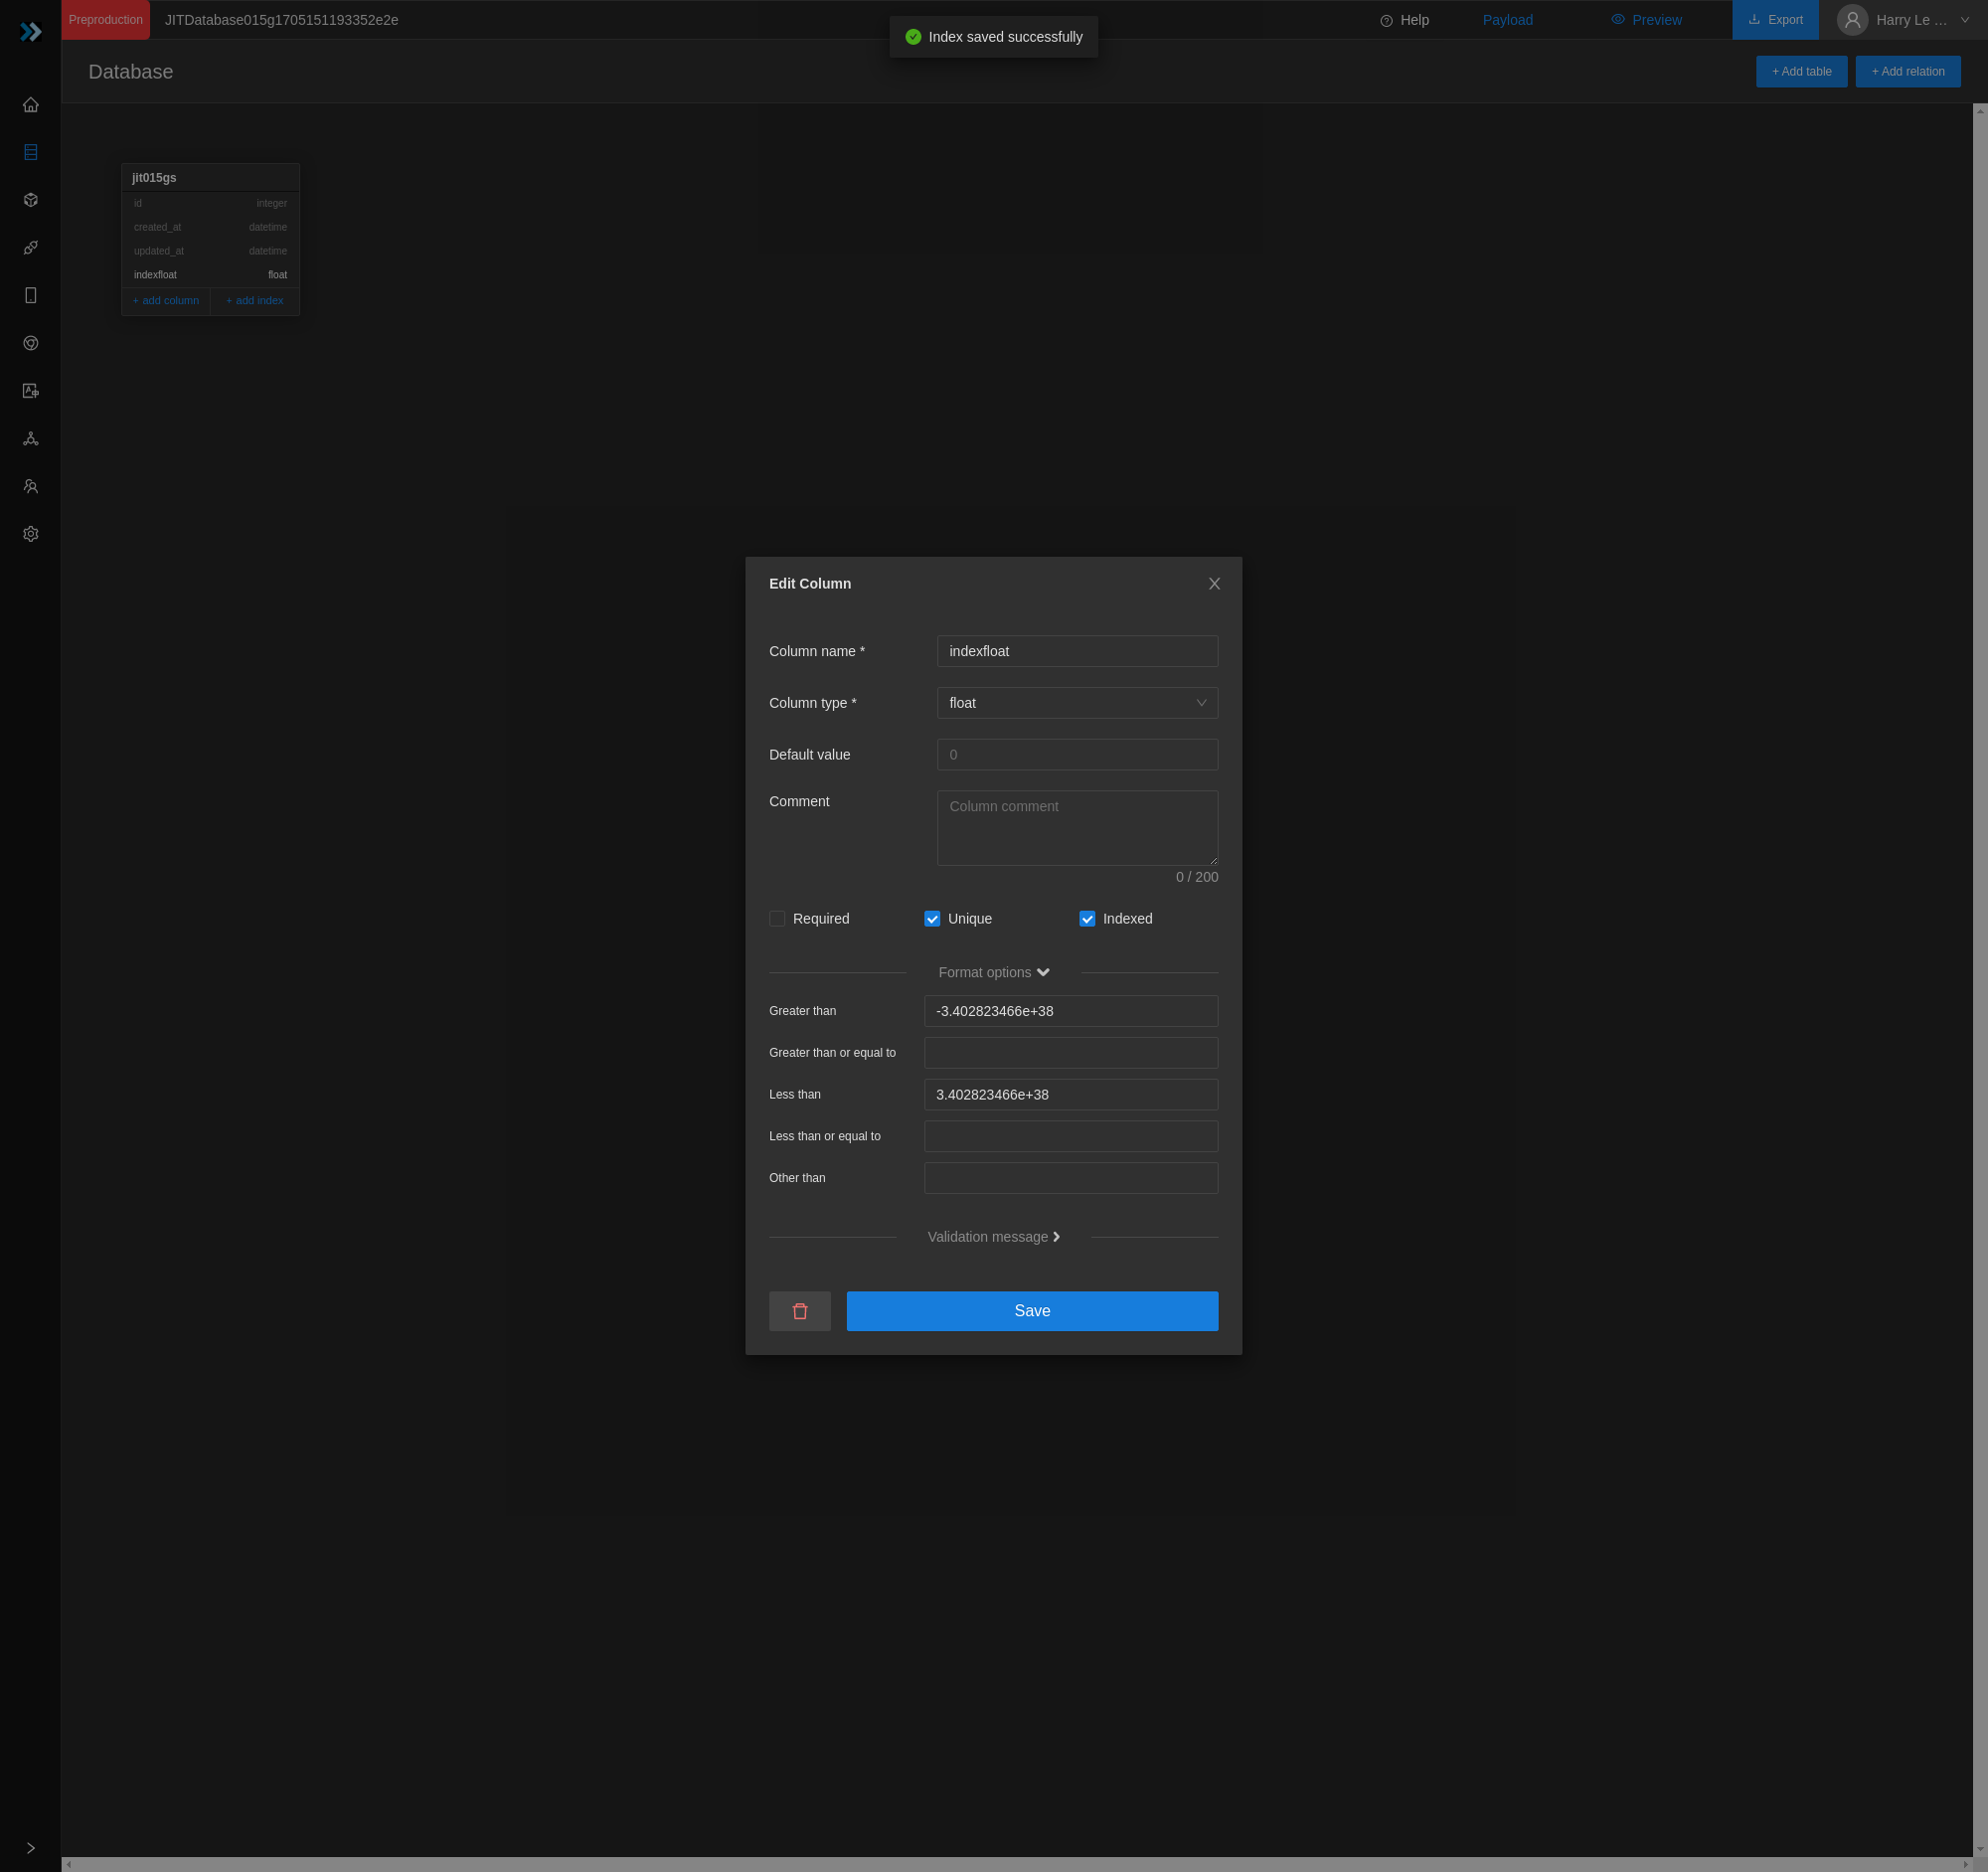 Preproduction
JITDatabase015g1705151193352e2e
Index saved successfully
Help
Payload
Preview
Export
Harry Le ...
Database
+ Add table
+ Add relation
jit015gs
id integer
created_at datetime
updated_at datetime
indexfloat float
+ add column + add index
Edit Column
Column name * indexfloat
Column type * float
Default value 0
Comment Column comment
0 / 200
Required Unique Indexed
Format options
Greater than -3.402823466e+38
Greater than or equal to
Less than 3.402823466e+38
Less than or equal to
Other than
Validation message
Save